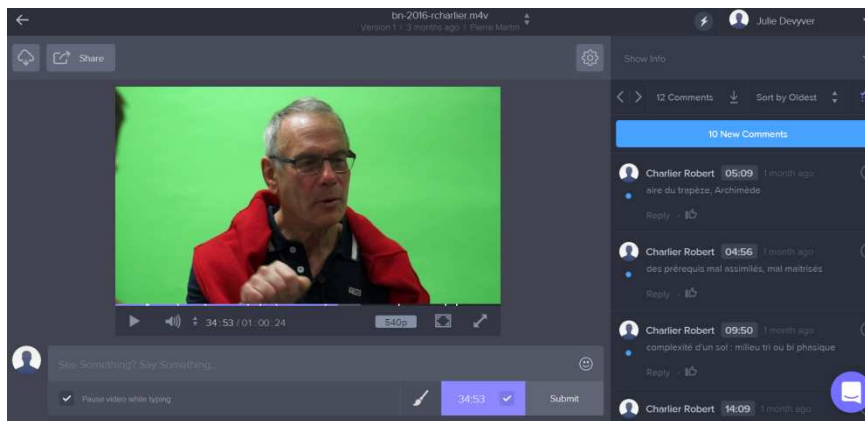 bn-2016-rcharlier.m4v
Version 1 · 3 months ago / Pierre Martin
Julie Devyver
Share
Show Info
12 Comments
Sort by Oldest
10 New Comments
Charlier Robert 05:09 1 month ago
aire du trapèze, Archimède
Reply
Charlier Robert 04:56 1 month ago
des prérequis mal assimilés, mal maitrisés
Reply
Charlier Robert 09:50 1 month ago
complexité d'un sol : milieu tri ou bi phasique
Reply
Charlier Robert 14:09 1 month ago
34:53 / 01:00:24
540p
See Something? Say Something...
Pause video while typing
34:53
Submit